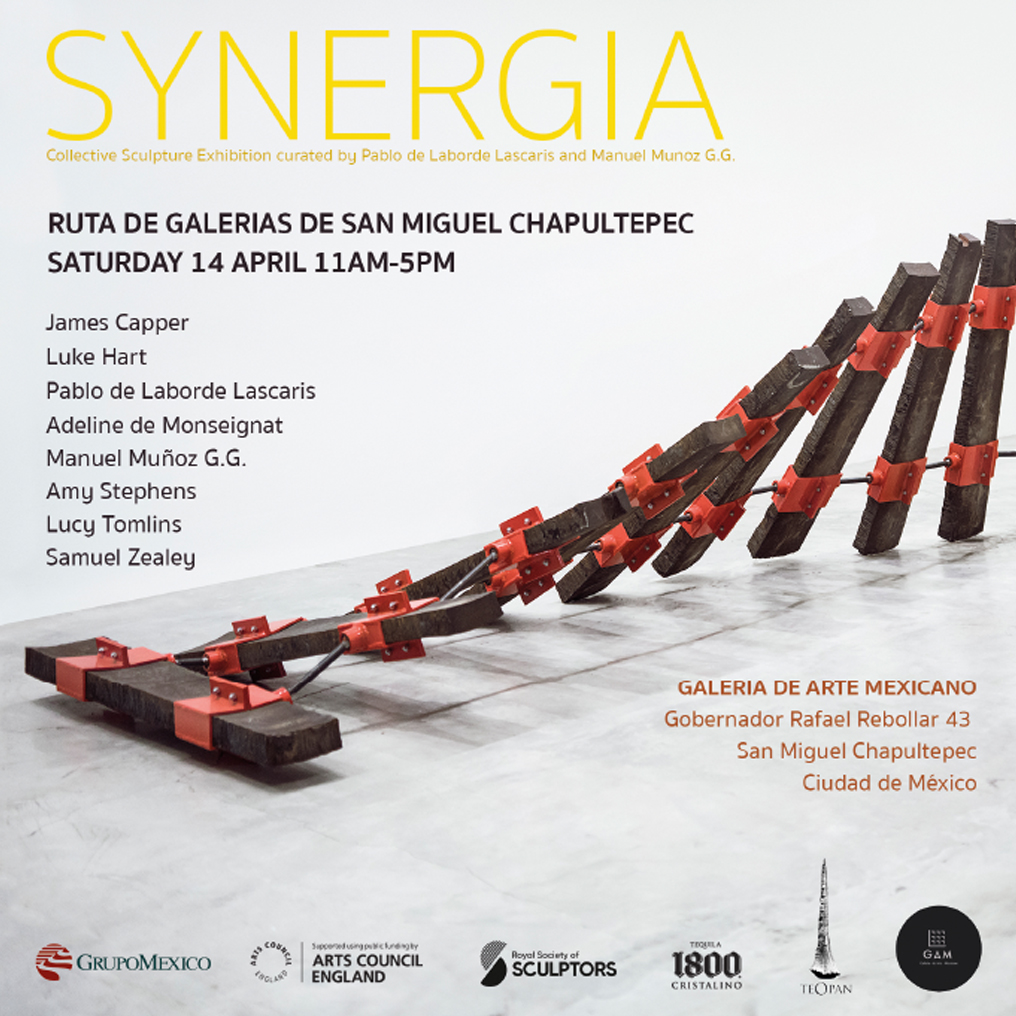 SYNERGIA
Collective Sculpture Exhibition curated by Pablo de Laborde Lascaris and Manuel Munoz G.G.
RUTA DE GALERIAS DE SAN MIGUEL CHAPULTEPEC
SATURDAY 14 APRIL 11AM-5PM
James Capper
Luke Hart
Pablo de Laborde Lascaris
Adeline de Monseignat
Manuel Muñoz G.G.
Amy Stephens
Lucy Tomlins
Samuel Zealey
GALERIA DE ARTE MEXICANO
Gobernador Rafael Rebollar 43
San Miguel Chapultepec
Ciudad de México
GRUPOMEXICO
ARTS COUNCIL
ENGLAND
Supported using public funding by
ARTS COUNCIL
ENGLAND
Royal Society of
SCULPTORS
TEQUILA
1800
CRISTALINO
TEOPAN
GAM